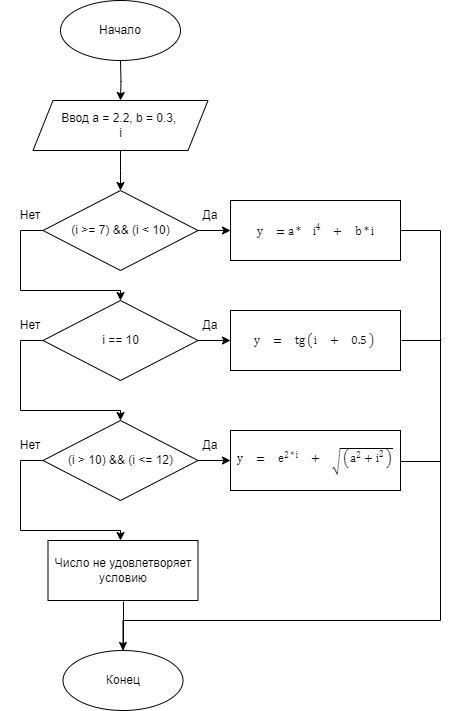 Начало
Ввод a = 2.2, b = 0.3,
i
Нет
Да
(i >= 7) && (i < 10)
y = a* i⁴ + b*i
Нет
Да
i == 10
y = tg(i + 0.5)
Нет
Да
(i > 10) && (i <= 12)
y = e²*ⁱ + √(a² + i²)
Число не удовлетворяет
условию
Конец